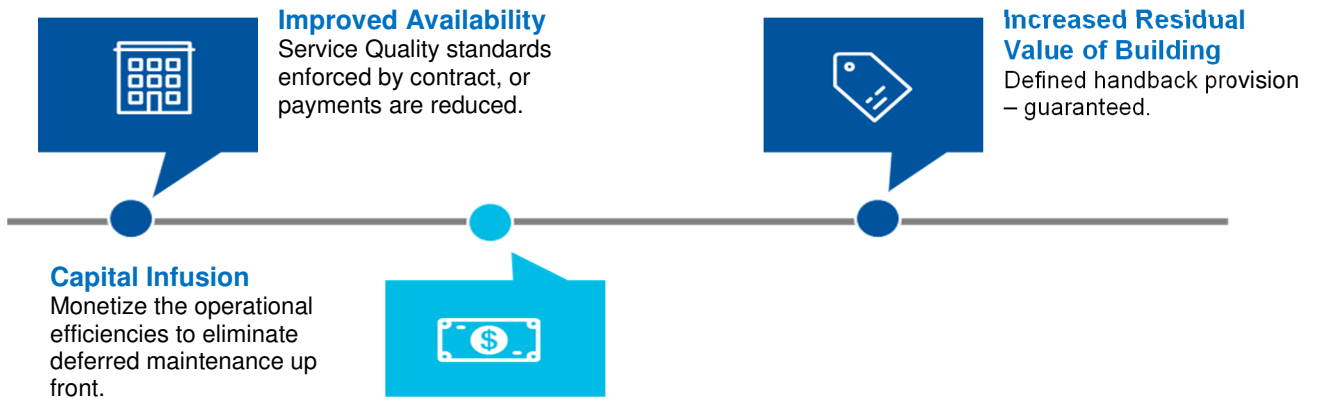 Improved Availability
Service Quality standards
enforced by contract, or
payments are reduced.
Increased Residual
Value of Building
Defined handback provision
– guaranteed.
Capital Infusion
Monetize the operational
efficiencies to eliminate
deferred maintenance up
front.
$